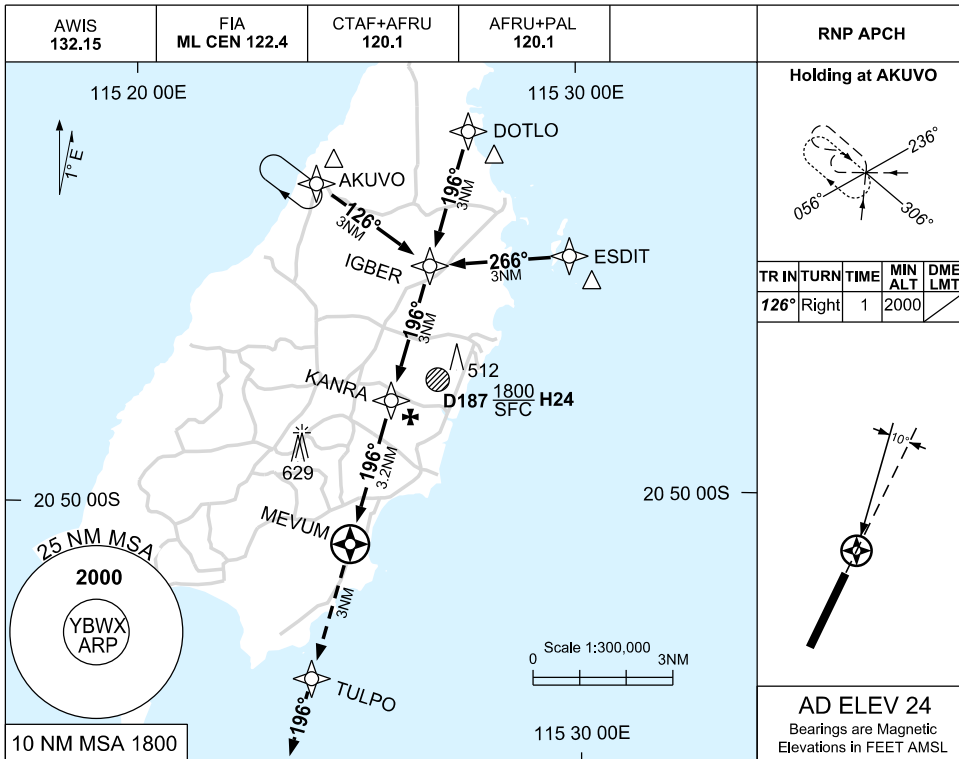 AWIS
132.15
FIA
ML CEN 122.4
CTAF+AFRU
120.1
AFRU+PAL
120.1
RNP APCH
115 20 00E
115 30 00E
1° E
DOTLO
AKUVO
196°
3NM
126°
3NM
IGBER
266°
3NM
ESDIT
196°
3NM
KANRA
512
D187 1800 H24
SFC
629
196°
3.2NM
20 50 00S
20 50 00S
MEVUM
25 NM MSA
2000
YBWX
ARP
3NM
Scale 1:300,000
0
3NM
TULPO
196°
10 NM MSA 1800
115 30 00E
Holding at AKUVO
236°
056°
306°
TR IN TURN TIME MIN ALT DME LMT
126° Right 1 2000
10°
AD ELEV 24
Bearings are Magnetic
Elevations in FEET AMSL